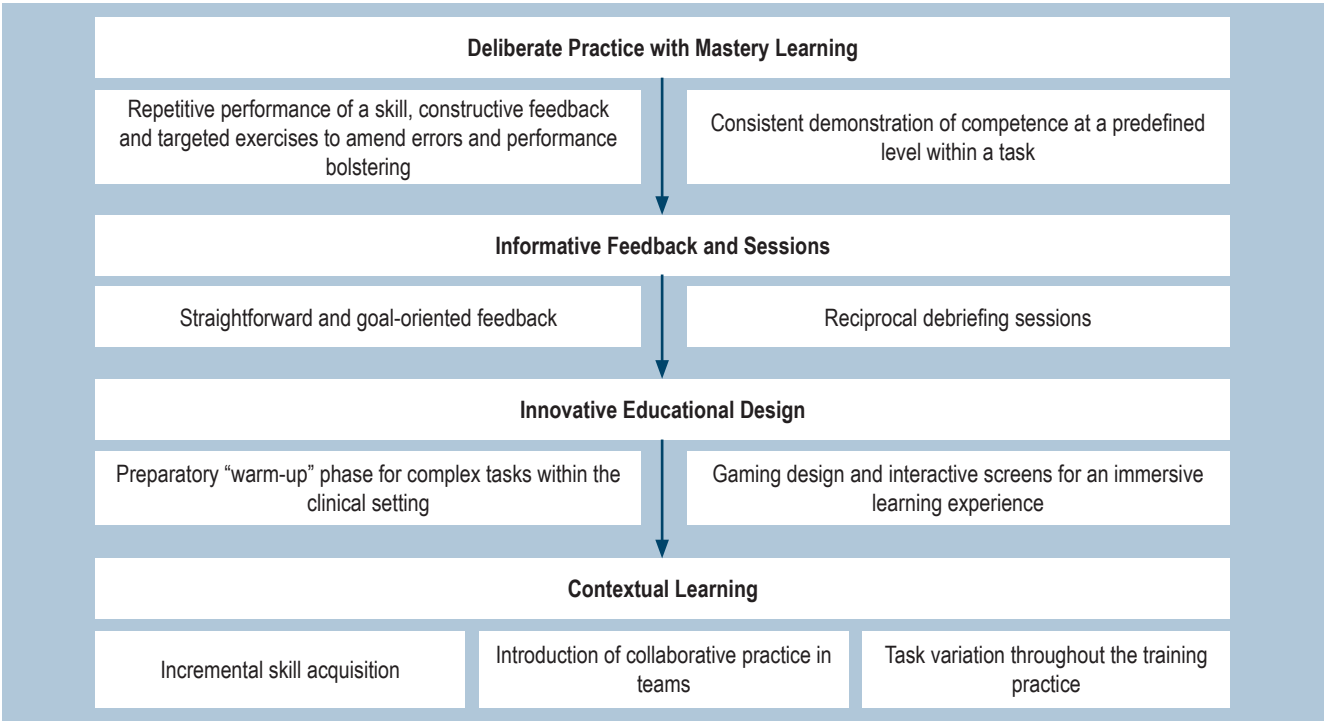 Deliberate Practice with Mastery Learning
Repetitive performance of a skill, constructive feedback
and targeted exercises to amend errors and performance
bolstering
Consistent demonstration of competence at a predefined
level within a task
Informative Feedback and Sessions
Straightforward and goal-oriented feedback
Reciprocal debriefing sessions
Innovative Educational Design
Preparatory “warm-up” phase for complex tasks within the
clinical setting
Gaming design and interactive screens for an immersive
learning experience
Contextual Learning
Incremental skill acquisition
Introduction of collaborative practice in
teams
Task variation throughout the training
practice